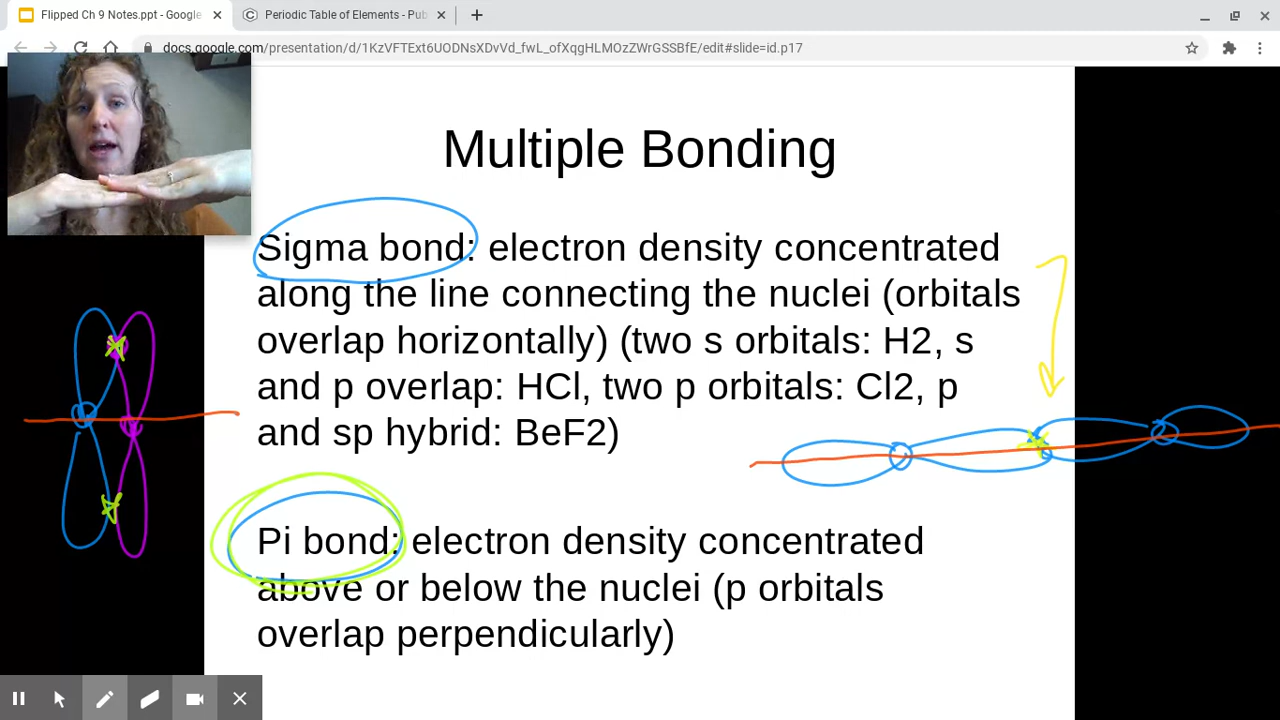 Flipped Ch 9 Notes.ppt - Google
Periodic Table of Elements - Pub
docs.google.com/presentation/d/1KzVFTExt6UODNsXDvVd_fwL_ofXqgHLMOzZWrGSSBfE/edit#slide=id.p17
Multiple Bonding
Sigma bond: electron density concentrated
along the line connecting the nuclei (orbitals
overlap horizontally) (two s orbitals: H2, s
and p overlap: HCl, two p orbitals: Cl2, p
and sp hybrid: BeF2)
Pi bond: electron density concentrated
above or below the nuclei (p orbitals
overlap perpendicularly)